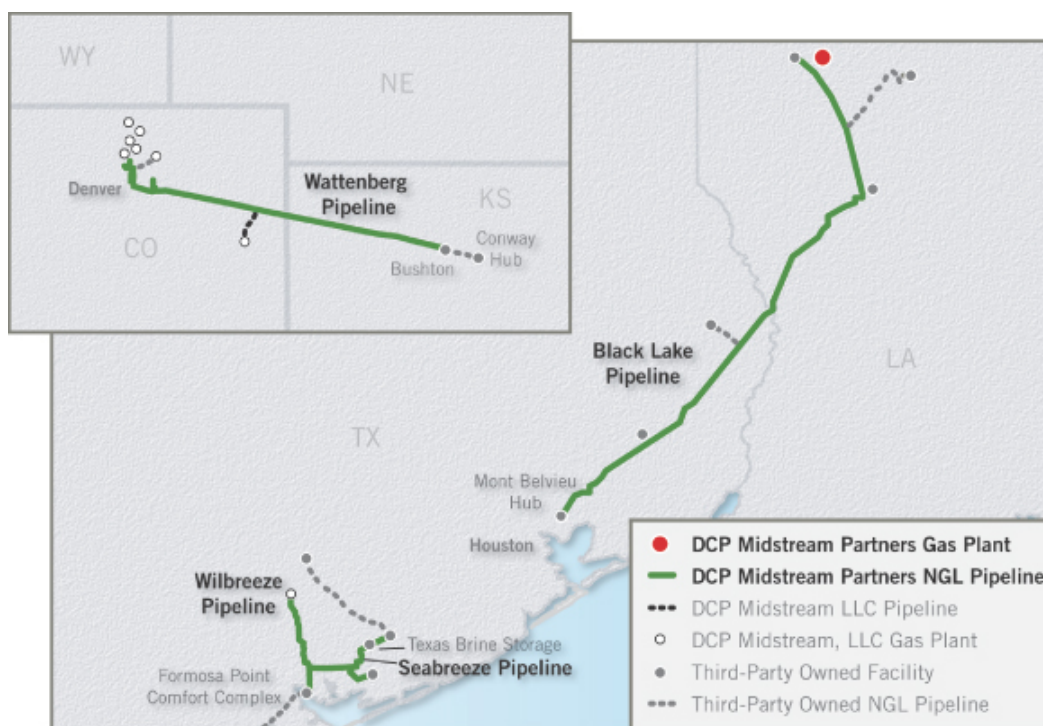 WY
NE
Denver
Wattenberg
Pipeline
KS
CO
Bushton
Conway
Hub
Black Lake
Pipeline
LA
TX
Mont Belvieu
Hub
Houston
Wilbreeze
Pipeline
Texas Brine Storage
Seabreeze Pipeline
Formosa Point
Comfort Complex
DCP Midstream Partners Gas Plant
DCP Midstream Partners NGL Pipeline
DCP Midstream LLC Pipeline
DCP Midstream, LLC Gas Plant
Third-Party Owned Facility
Third-Party Owned NGL Pipeline